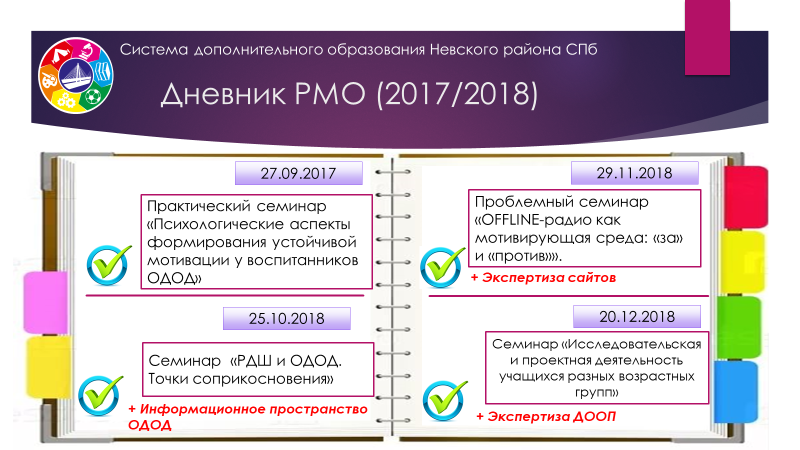 Система дополнительного образования Невского района СПб
Дневник РМО (2017/2018)
27.09.2017
Практический семинар
«Психологические аспекты
формирования устойчивой
мотивации у воспитанников
ОДОД»
25.10.2018
Семинар «РДШ и ОДОД.
Точки соприкосновения»
+ Информационное пространство
ОДОД
29.11.2018
Проблемный семинар
«OFFLINE-радио как
мотивирующая среда: «за»
и «против»».
+ Экспертиза сайтов
20.12.2018
Семинар «Исследовательская
и проектная деятельность
учащихся разных возрастных
групп»
+ Экспертиза ДООП